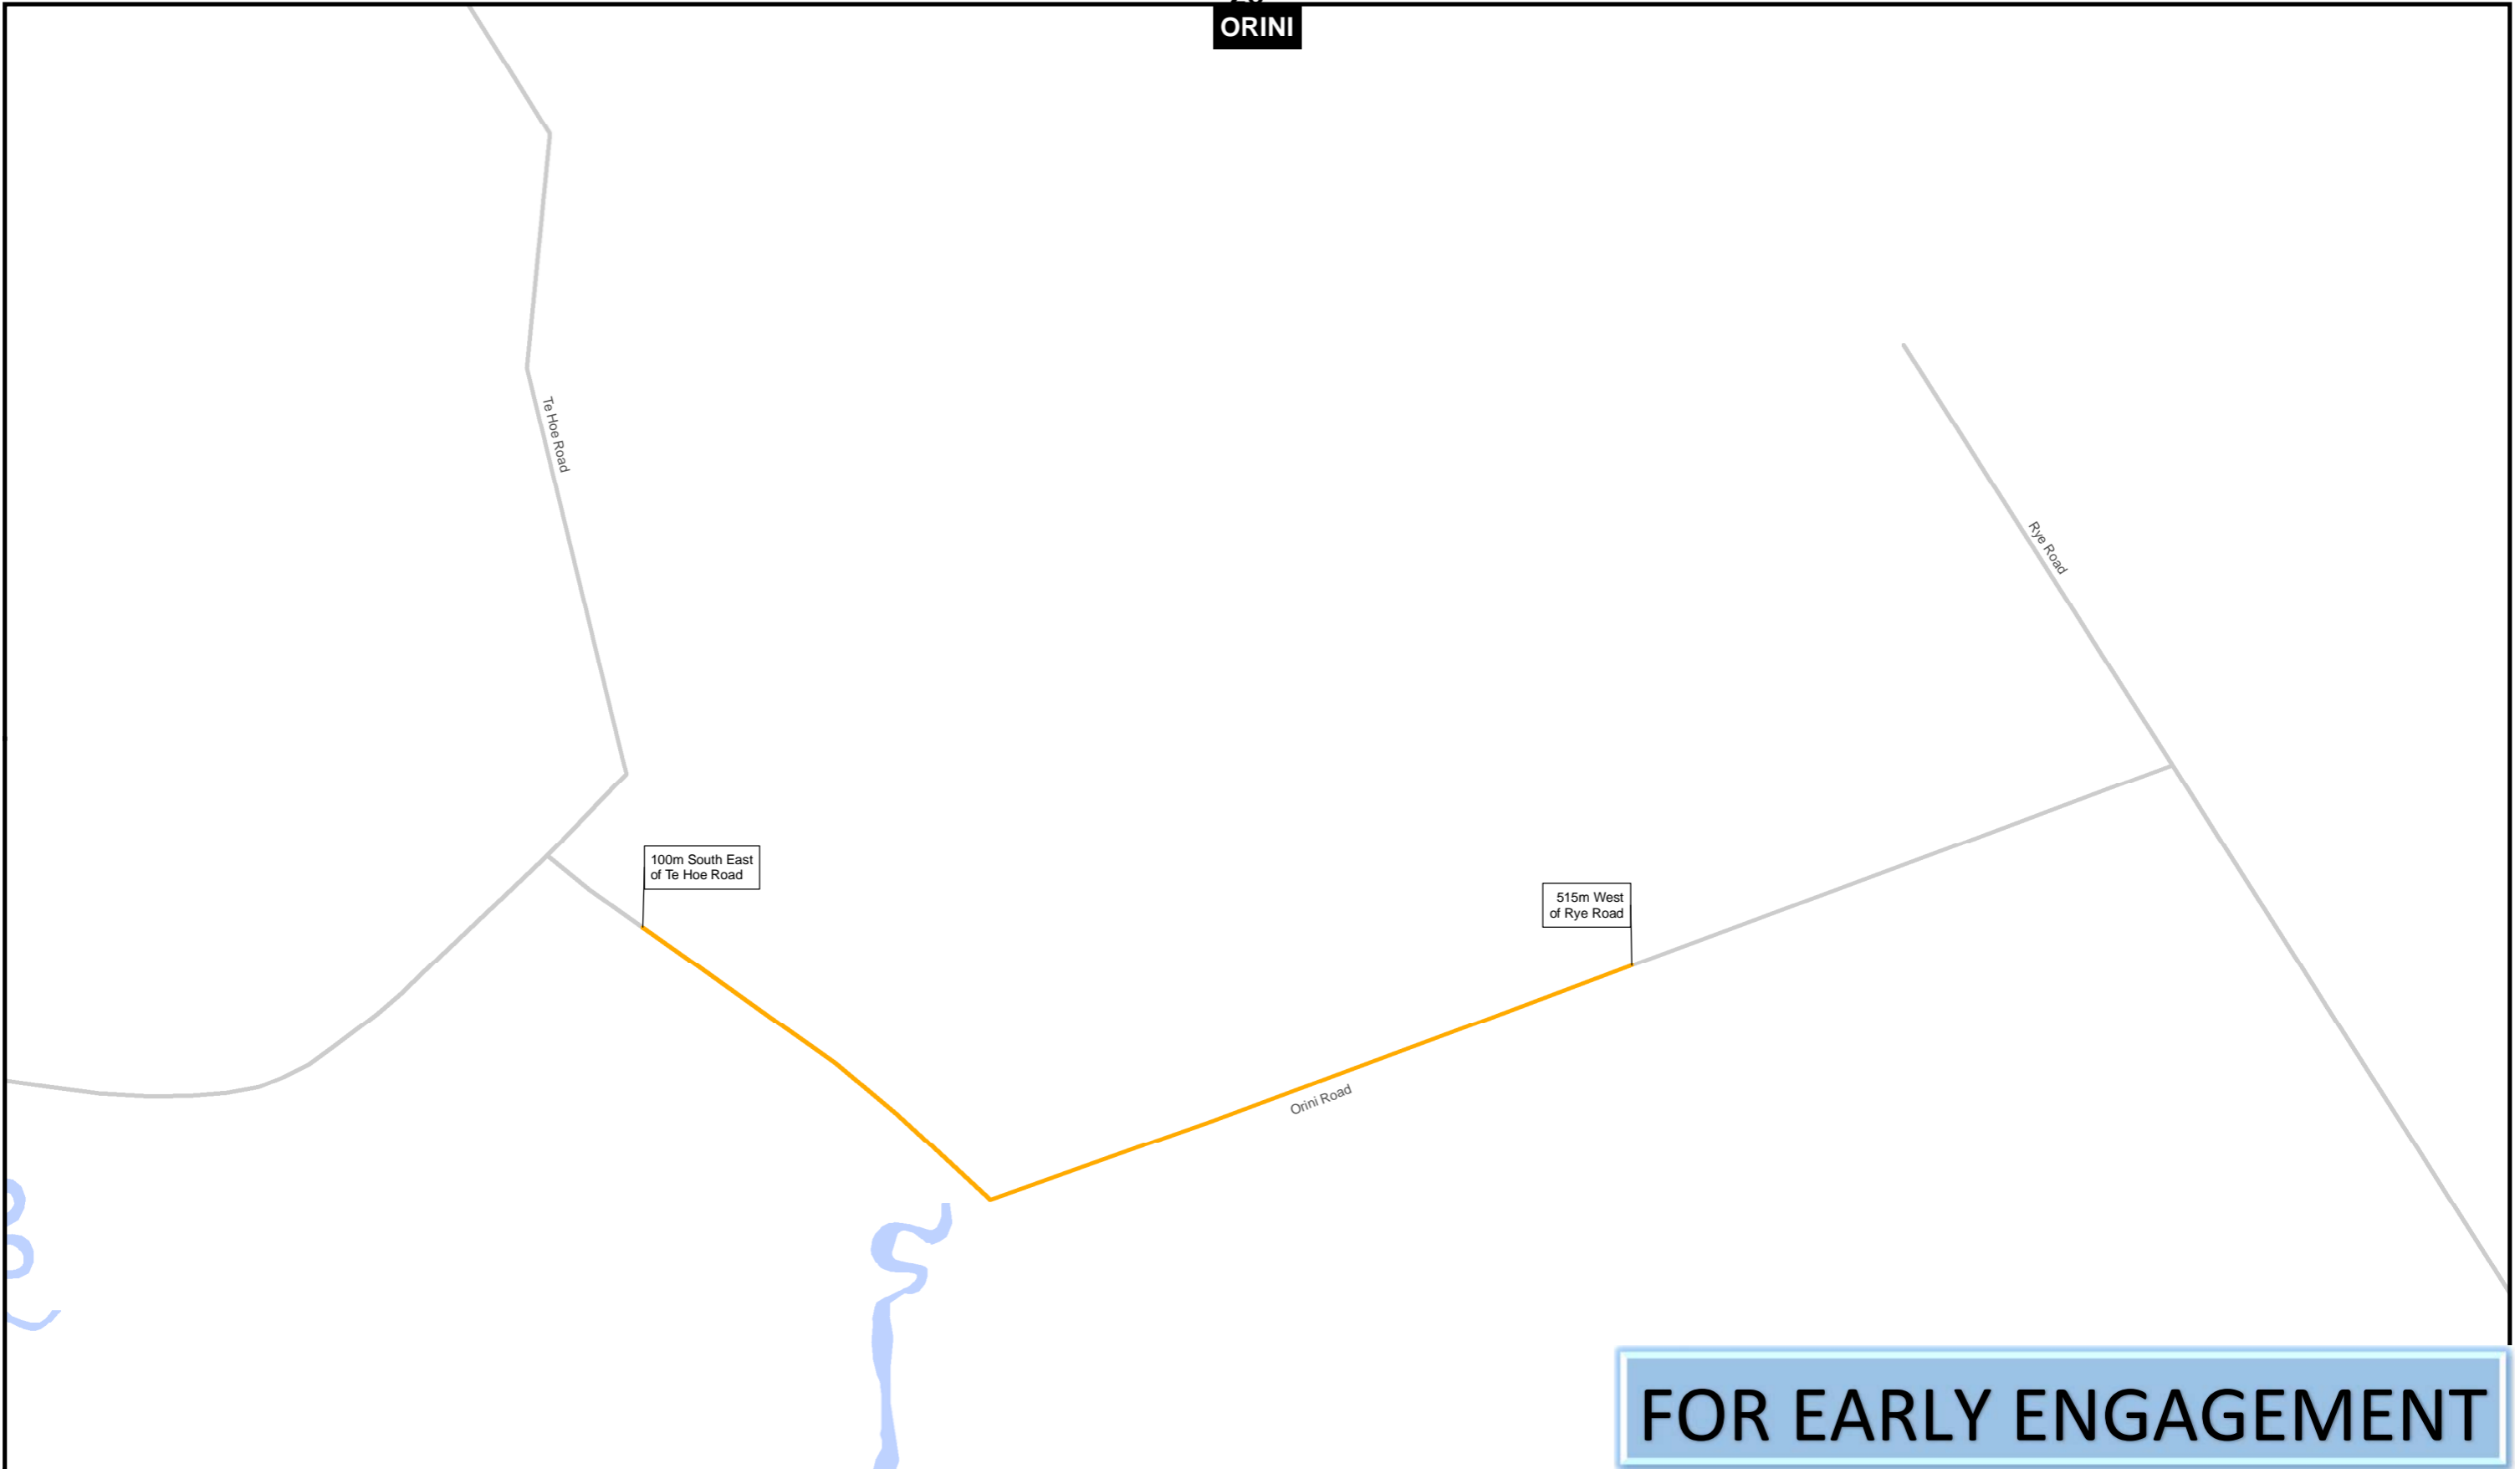 ORINI
Te Hoe Road
Rye Road
100m South East
of Te Hoe Road
515m West
of Rye Road
Orini Road
FOR EARLY ENGAGEMENT